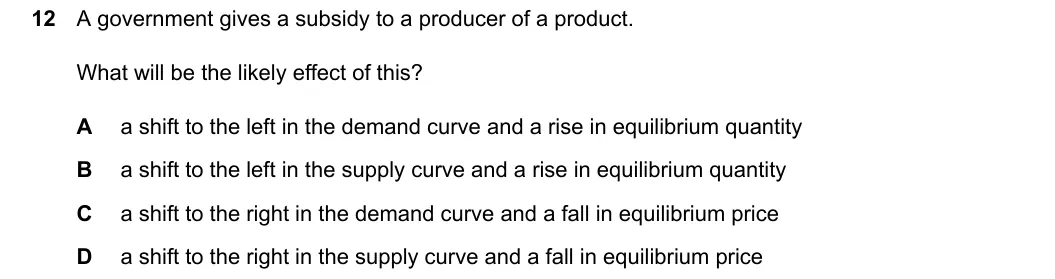 12 A government gives a subsidy to a producer of a product.
What will be the likely effect of this?
A a shift to the left in the demand curve and a rise in equilibrium quantity
B a shift to the left in the supply curve and a rise in equilibrium quantity
C a shift to the right in the demand curve and a fall in equilibrium price
D a shift to the right in the supply curve and a fall in equilibrium price